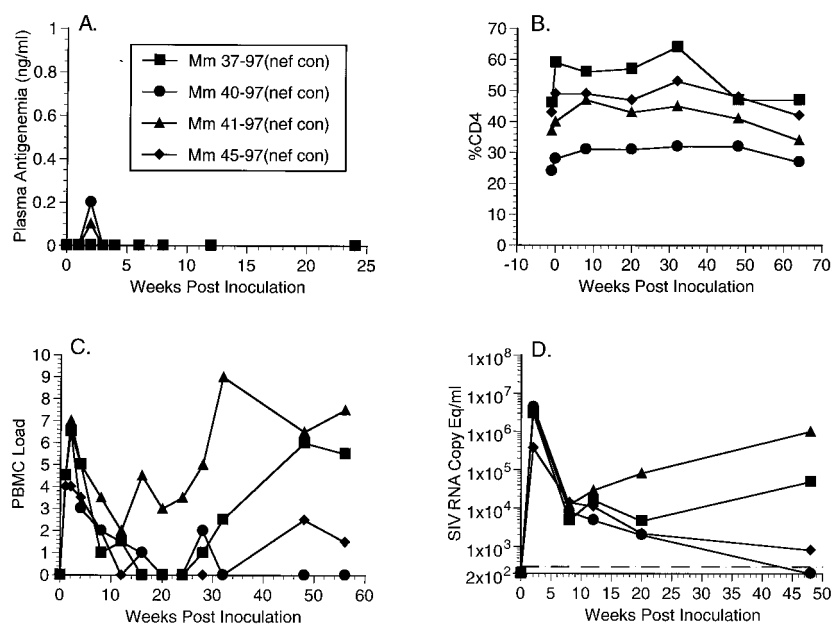 A.
Plasma Antigenemia (ng/ml)
1
0.8
0.6
0.4
0.2
0
0 5 10 15 20 25
Weeks Post Inoculation
Mm 37-97(nef con)
Mm 40-97(nef con)
Mm 41-97(nef con)
Mm 45-97(nef con)
B.
%CD4
70
60
50
40
30
20
10
0
-10 0 10 20 30 40 50 60 70
Weeks Post Inoculation
C.
PBMC Load
10
9
8
7
6
5
4
3
2
1
0
0 10 20 30 40 50 60
Weeks Post Inoculation
D.
SIV RNA Copy Eq/ml
1x10⁸
1x10⁷
1x10⁶
1x10⁵
1x10⁴
1x10³
2x10²
0 5 10 15 20 25 30 35 40 45 50
Weeks Post Inoculation